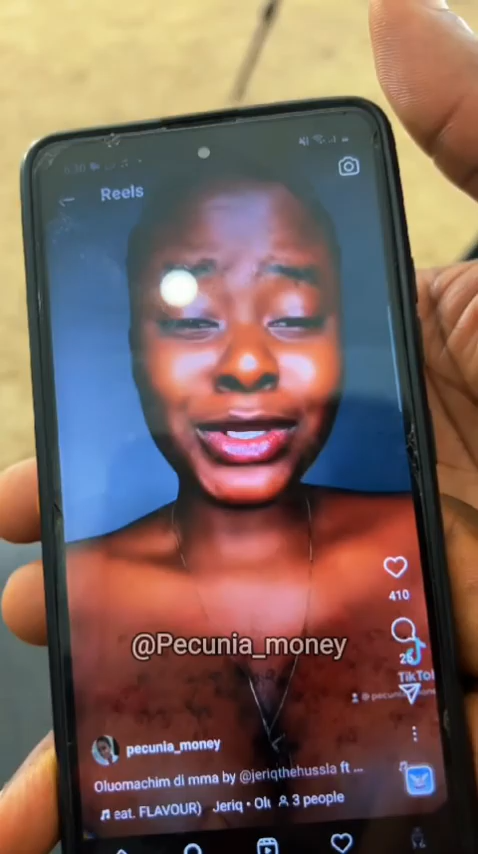 Reels
410
@Pecunia_money
TikTok
pecunia_money
Oluomachim di mma by @jeriqthehussla ft ...
eat. FLAVOUR) Jeriq •
3 people